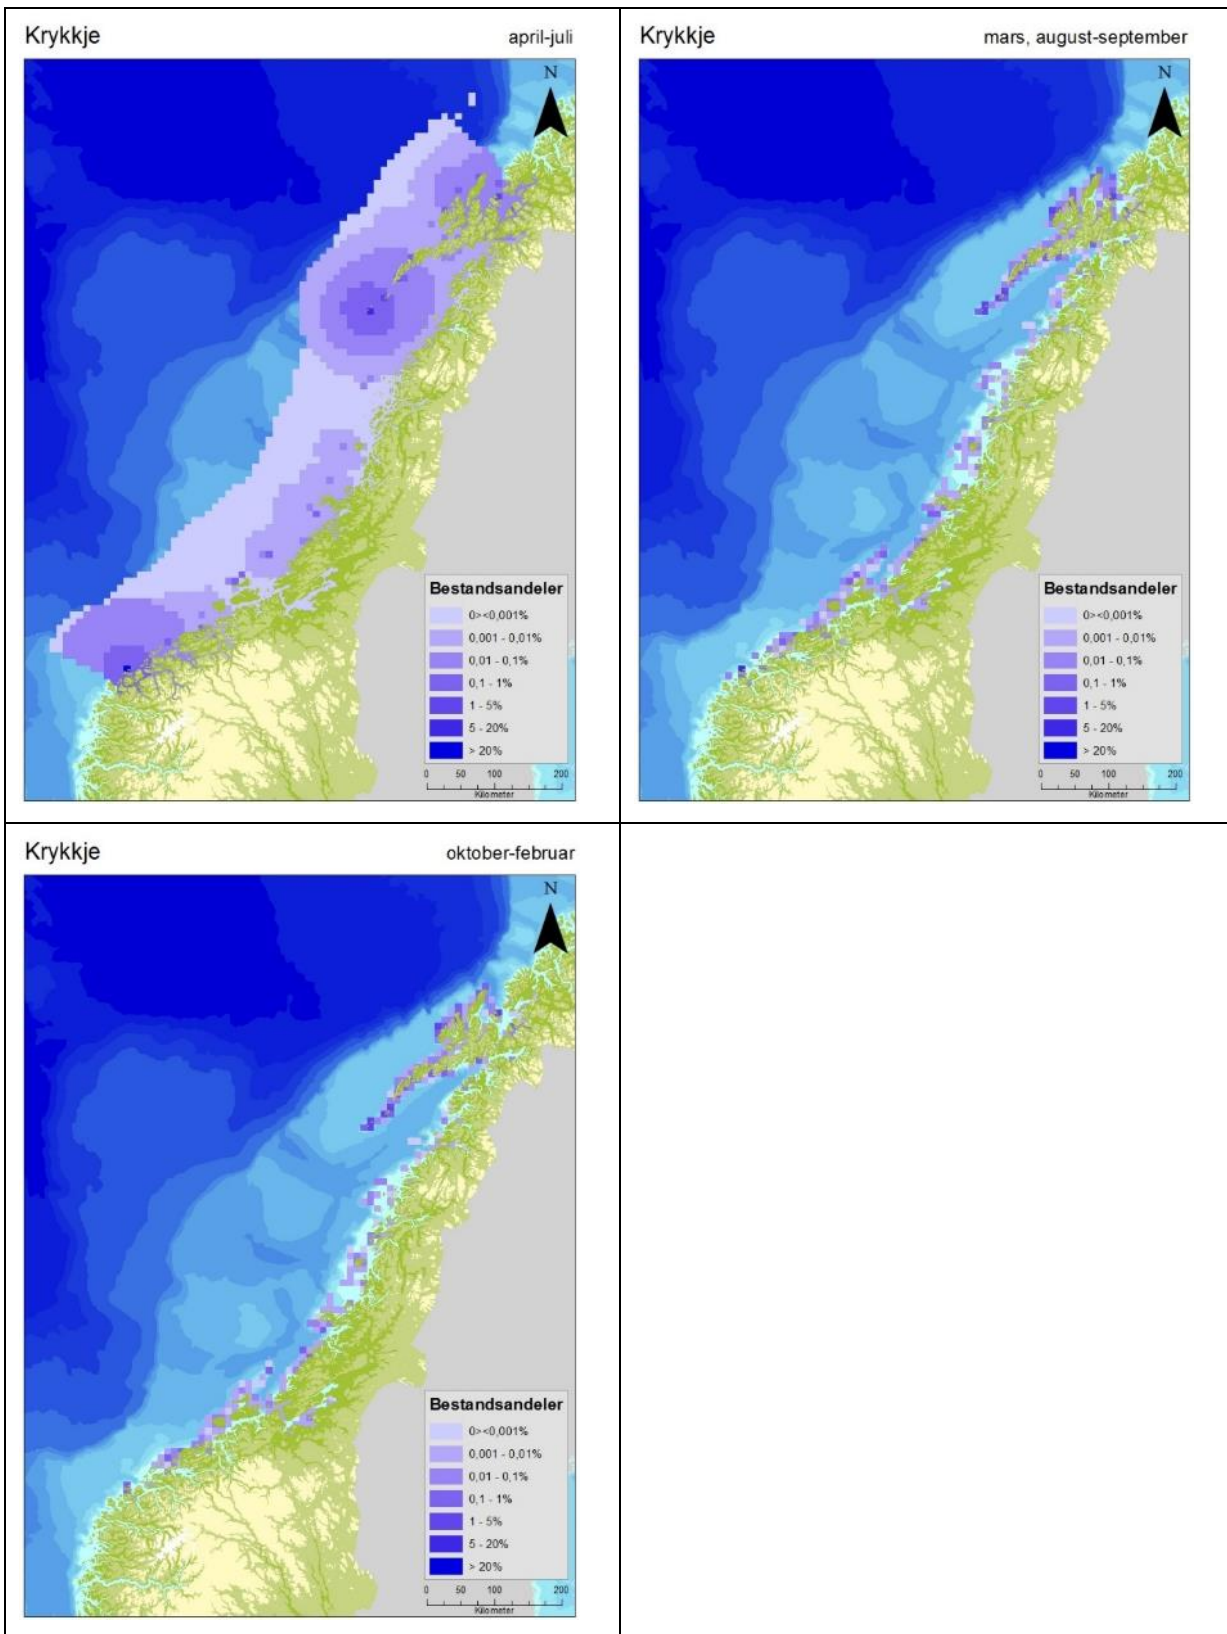 Krykkje april-juli
N
Bestandsandeler
0><0,001%
0,001 - 0,01%
0,01 - 0,1%
0,1 - 1%
1 - 5%
5 - 20%
> 20%
0 50 100 200
Kilometer
Krykkje mars, august-september
N
Bestandsandeler
0><0,001%
0,001 - 0,01%
0,01 - 0,1%
0,1 - 1%
1 - 5%
5 - 20%
> 20%
0 50 100 200
Kilometer
Krykkje oktober-februar
N
Bestandsandeler
0><0,001%
0,001 - 0,01%
0,01 - 0,1%
0,1 - 1%
1 - 5%
5 - 20%
> 20%
0 50 100 200
Kilometer